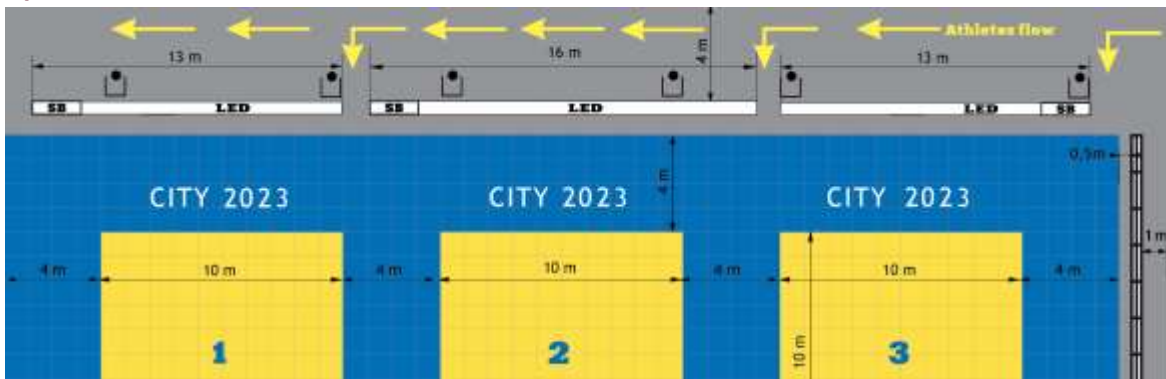 Athletes flow
13 m
16 m
4 m
13 m
SB LED
SB LED
LED SB
0,5m
CITY 2023
CITY 2023
4 m
CITY 2023
1 m
4 m
10 m
4 m
10 m
4 m
10 m
4 m
1
2
10 m
3